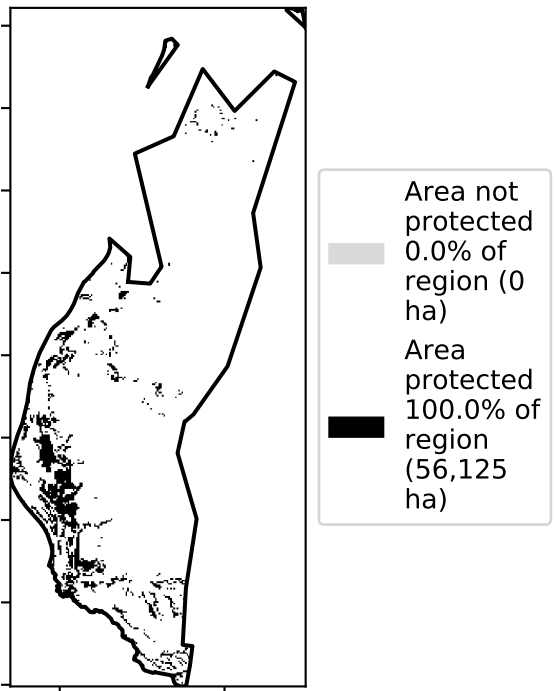 Area not
protected
0.0% of
region (0
ha)
Area
protected
100.0% of
region
(56,125
ha)